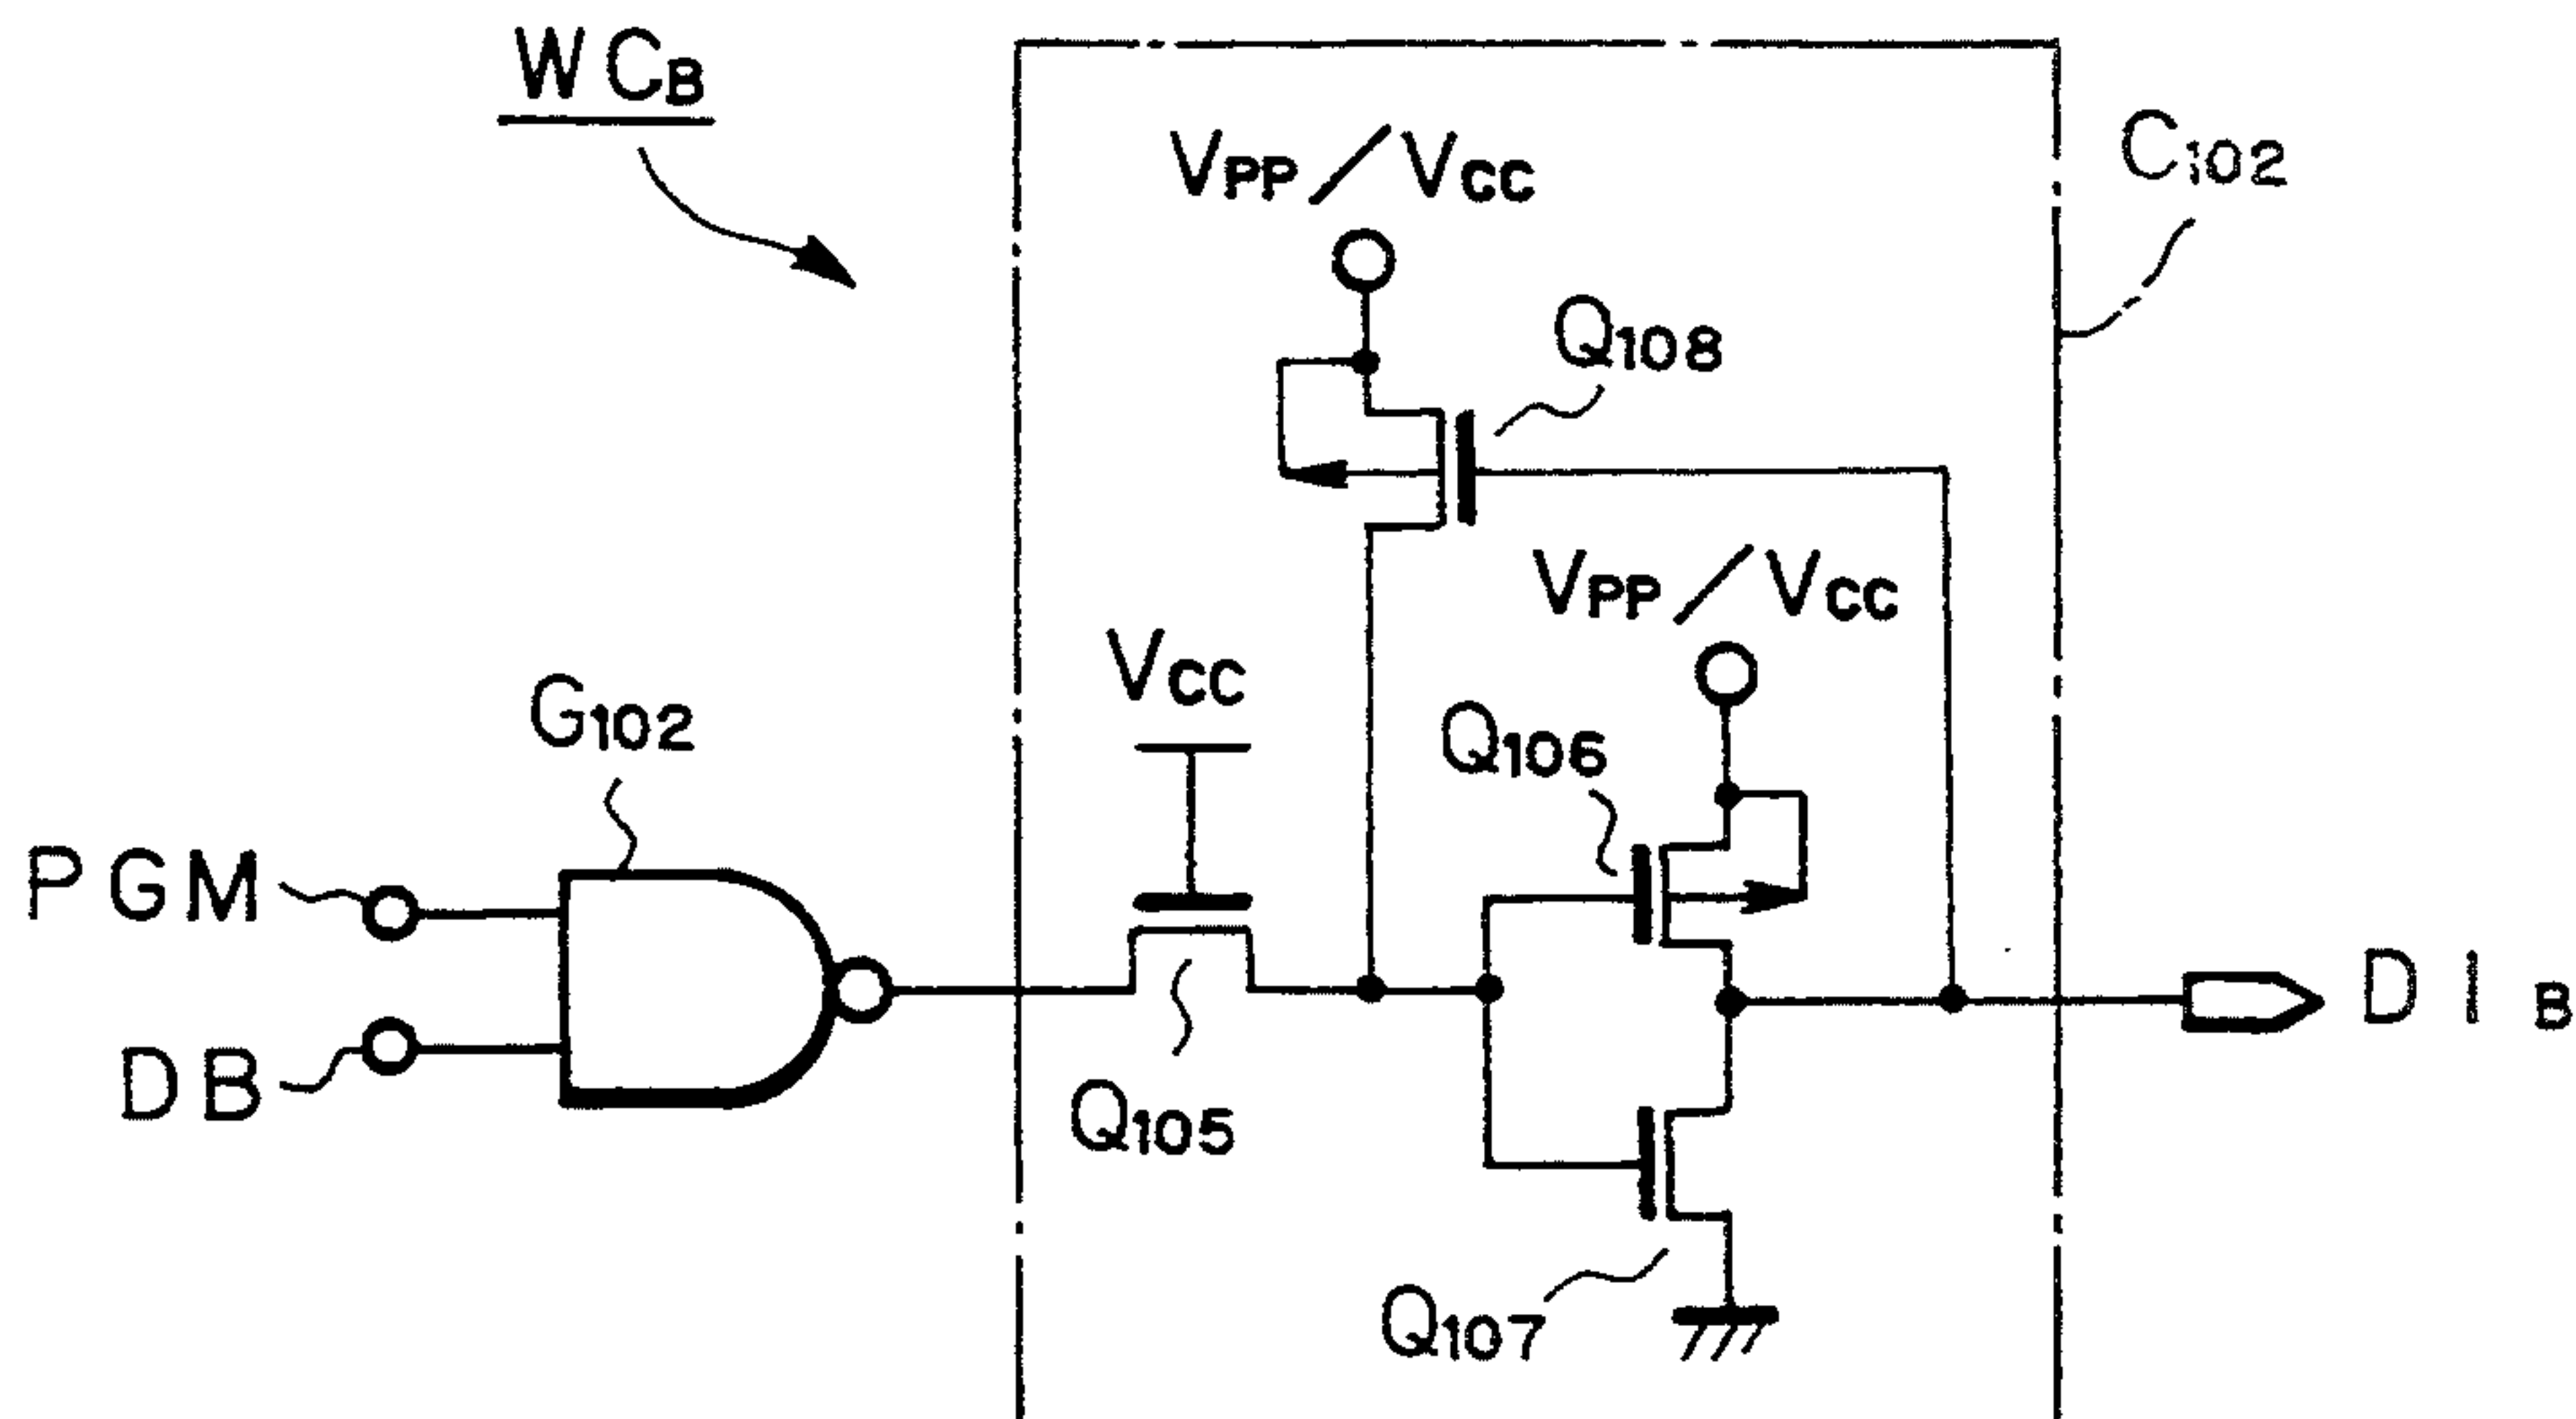 WCB
VPP/VCC
C102
Q108
VPP/VCC
VCC
G102
Q106
PGM
DB
Q105
DIB
Q107